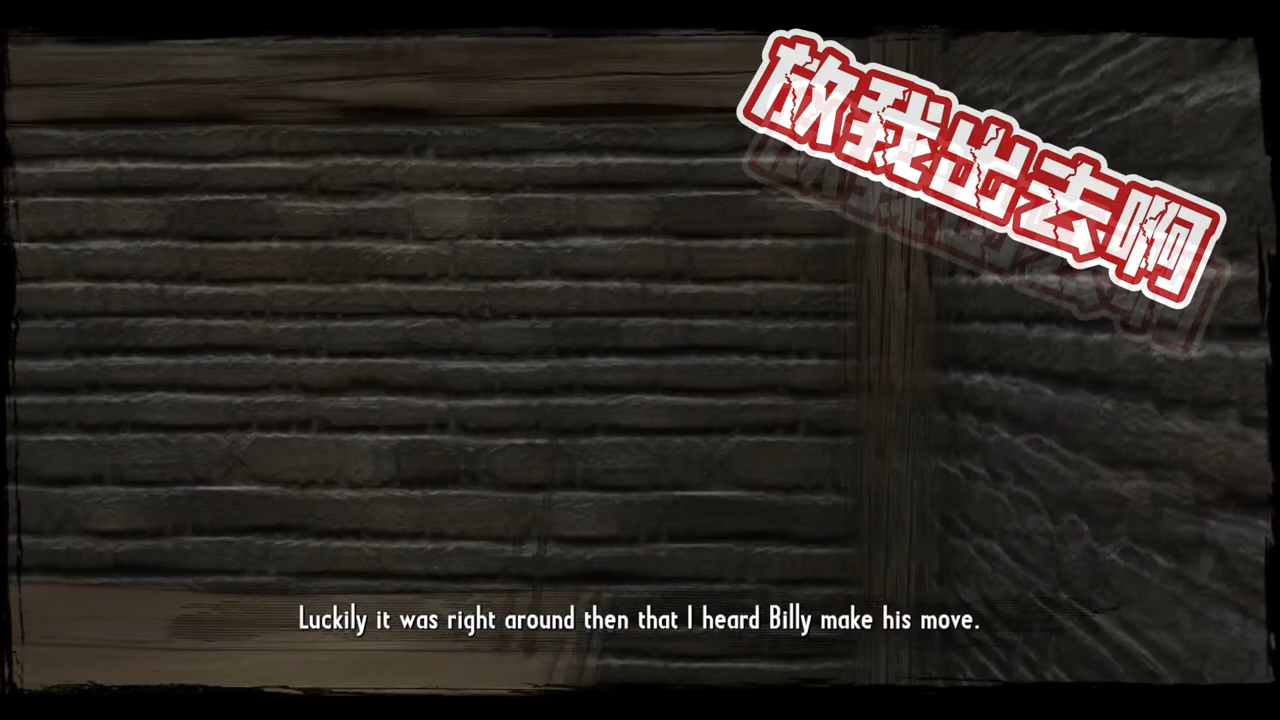 放我出去啊
Luckily it was right around then that I heard Billy make his move.